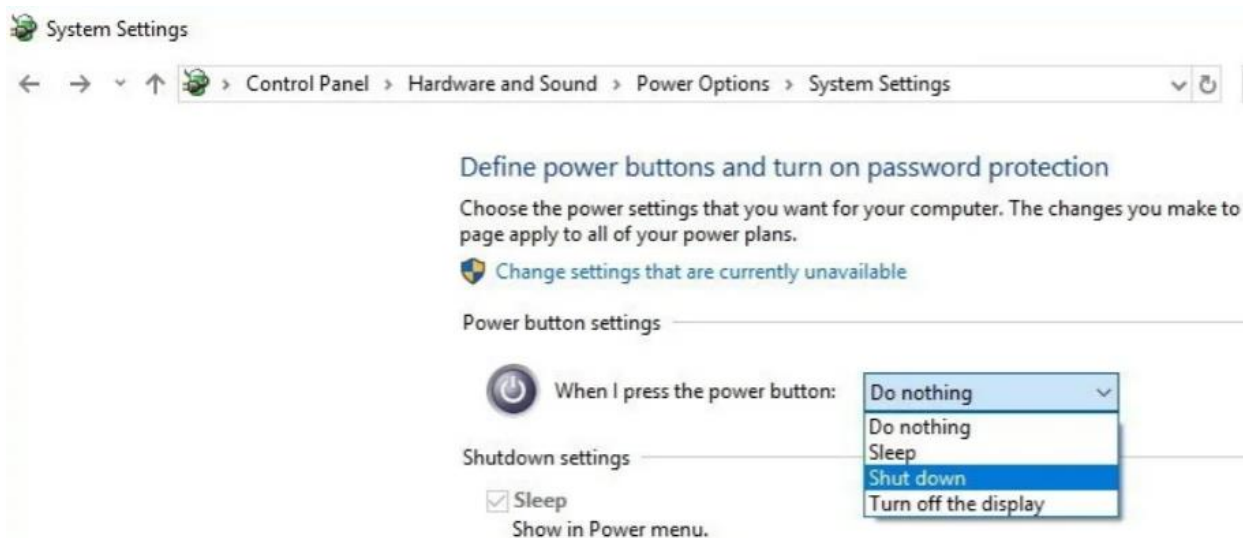 System Settings
Control Panel > Hardware and Sound > Power Options > System Settings
Define power buttons and turn on password protection
Choose the power settings that you want for your computer. The changes you make to
page apply to all of your power plans.
Change settings that are currently unavailable
Power button settings
When I press the power button: Do nothing
Do nothing
Sleep
Shut down
Turn off the display
Shutdown settings
Sleep
Show in Power menu.